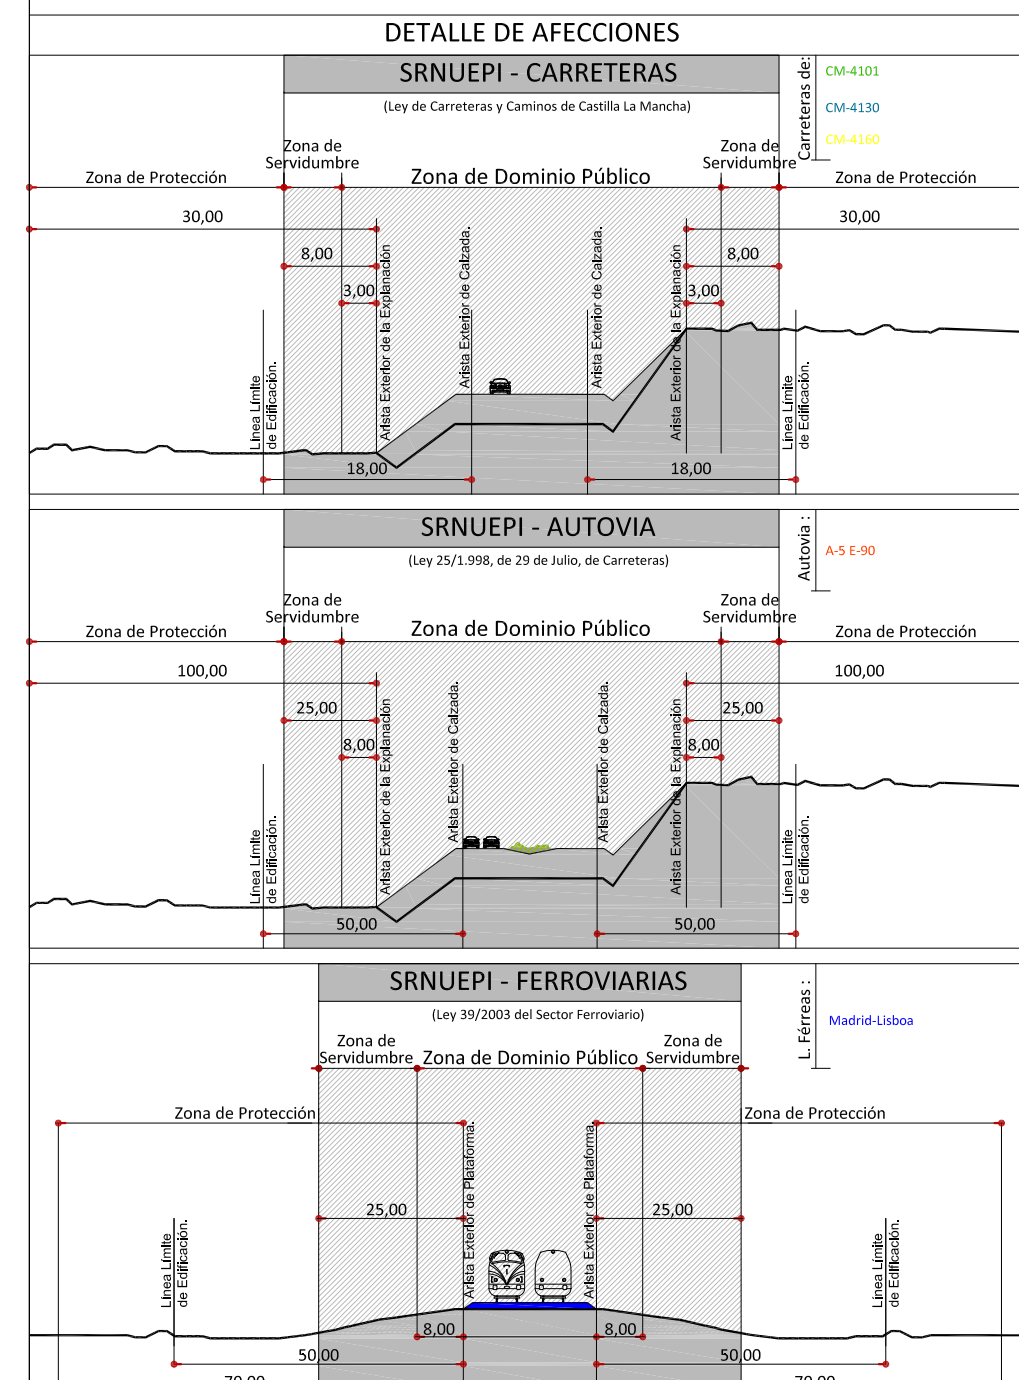 DETALLE DE AFECCIONES
SRNUEPI - CARRETERAS
(Ley de Carreteras y Caminos de Castilla La Mancha)
Carreteras de:
CM-4101
CM-4130
CM-4160
Zona de Protección
Zona de
Servidumbre
Zona de Dominio Público
Zona de
Servidumbre
Zona de Protección
30,00
30,00
8,00
8,00
3,00
3,00
Línea Límite
de Edificación.
Arista Exterior de la Explanación
Arista Exterior de Calzada.
Arista Exterior de Calzada.
Arista Exterior de la Explanación
Línea Límite
de Edificación.
18,00
18,00
SRNUEPI - AUTOVIA
(Ley 25/1.998, de 29 de Julio, de Carreteras)
Autovia :
A-5 E-90
Zona de Protección
Zona de
Servidumbre
Zona de Dominio Público
Zona de
Servidumbre
Zona de Protección
100,00
100,00
25,00
25,00
8,00
8,00
Línea Límite
de Edificación.
Arista Exterior de la Explanación
Arista Exterior de Calzada.
Arista Exterior de Calzada.
Arista Exterior de la Explanación
Línea Límite
de Edificación.
50,00
50,00
SRNUEPI - FERROVIARIAS
(Ley 39/2003 del Sector Ferroviario)
L. Férreas :
Madrid-Lisboa
Zona de
Servidumbre
Zona de Dominio Público
Zona de
Servidumbre
Zona de Protección
Zona de Protección
25,00
25,00
Línea Límite
de Edificación.
Arista Exterior de Plataforma.
Arista Exterior de Plataforma.
Línea Límite
de Edificación.
8,00
8,00
50,00
50,00
70,00
70,00